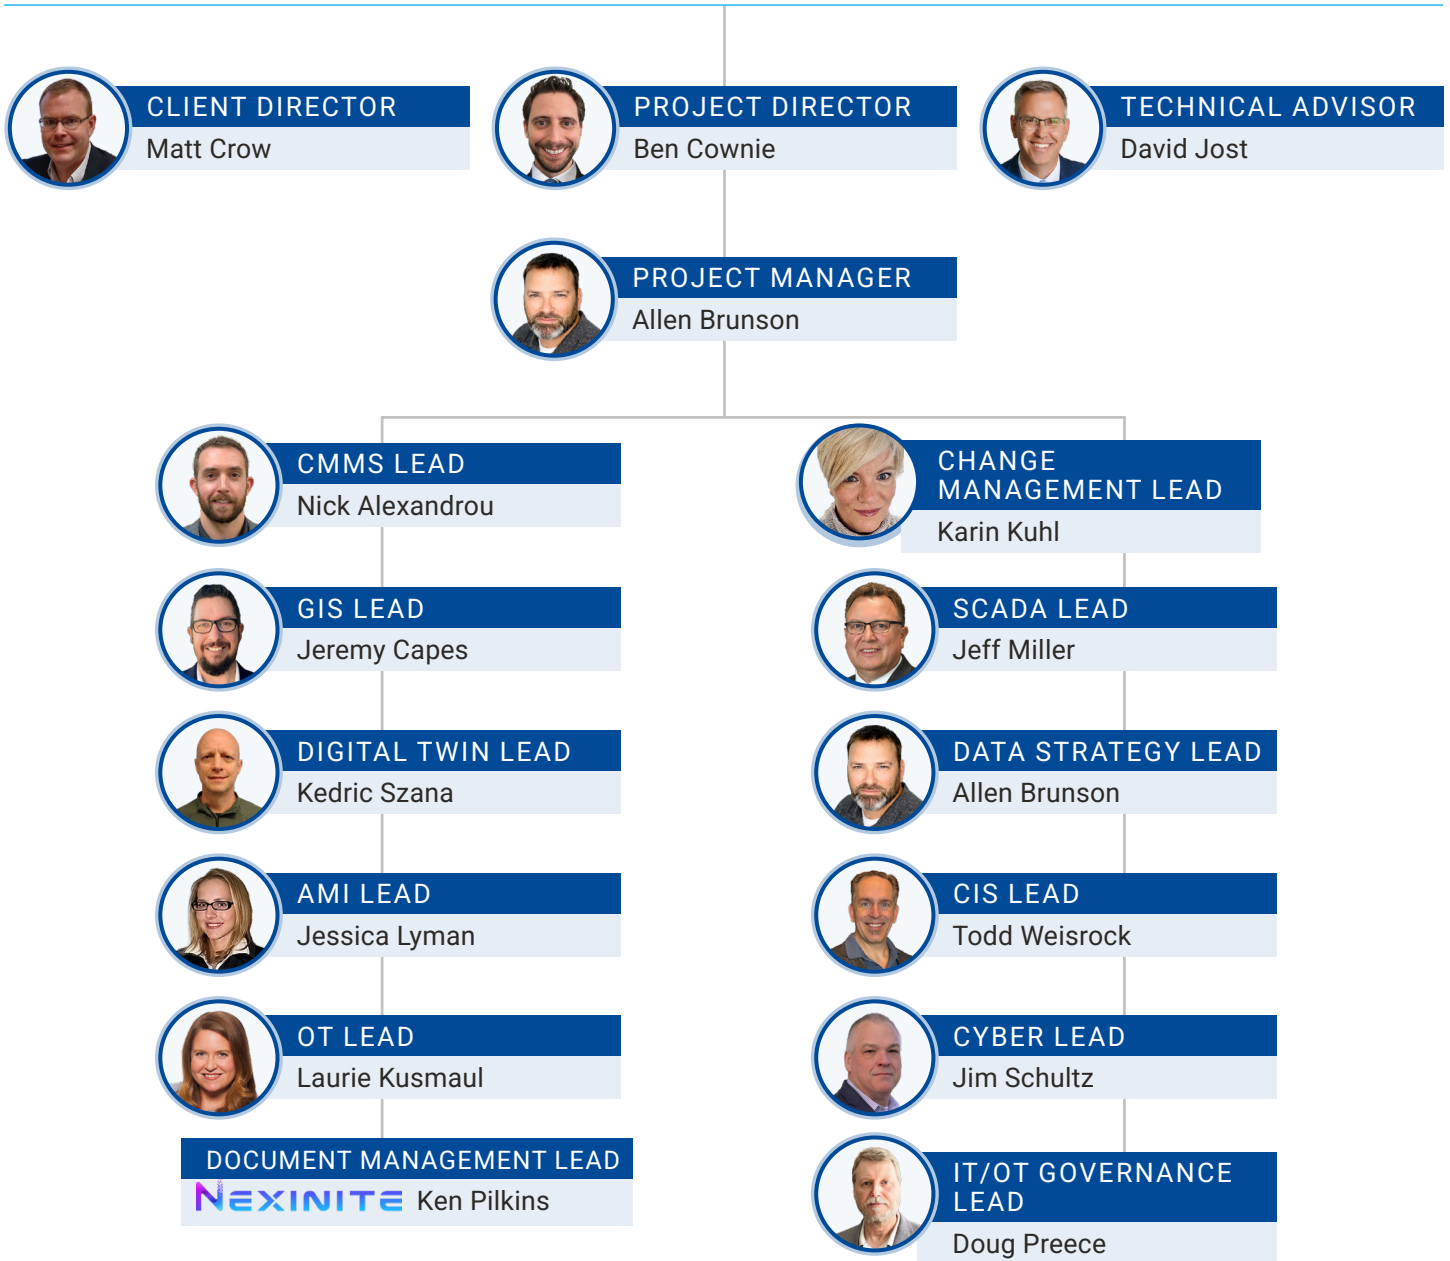 CLIENT DIRECTOR
Matt Crow
PROJECT DIRECTOR
Ben Cownie
TECHNICAL ADVISOR
David Jost
PROJECT MANAGER
Allen Brunson
CMMS LEAD
Nick Alexandrou
GIS LEAD
Jeremy Capes
DIGITAL TWIN LEAD
Kedric Szana
AMI LEAD
Jessica Lyman
OT LEAD
Laurie Kusmaul
DOCUMENT MANAGEMENT LEAD
NEXINITE Ken Pilkins
CHANGE
MANAGEMENT LEAD
Karin Kuhl
SCADA LEAD
Jeff Miller
DATA STRATEGY LEAD
Allen Brunson
CIS LEAD
Todd Weisrock
CYBER LEAD
Jim Schultz
IT/OT GOVERNANCE
LEAD
Doug Preece